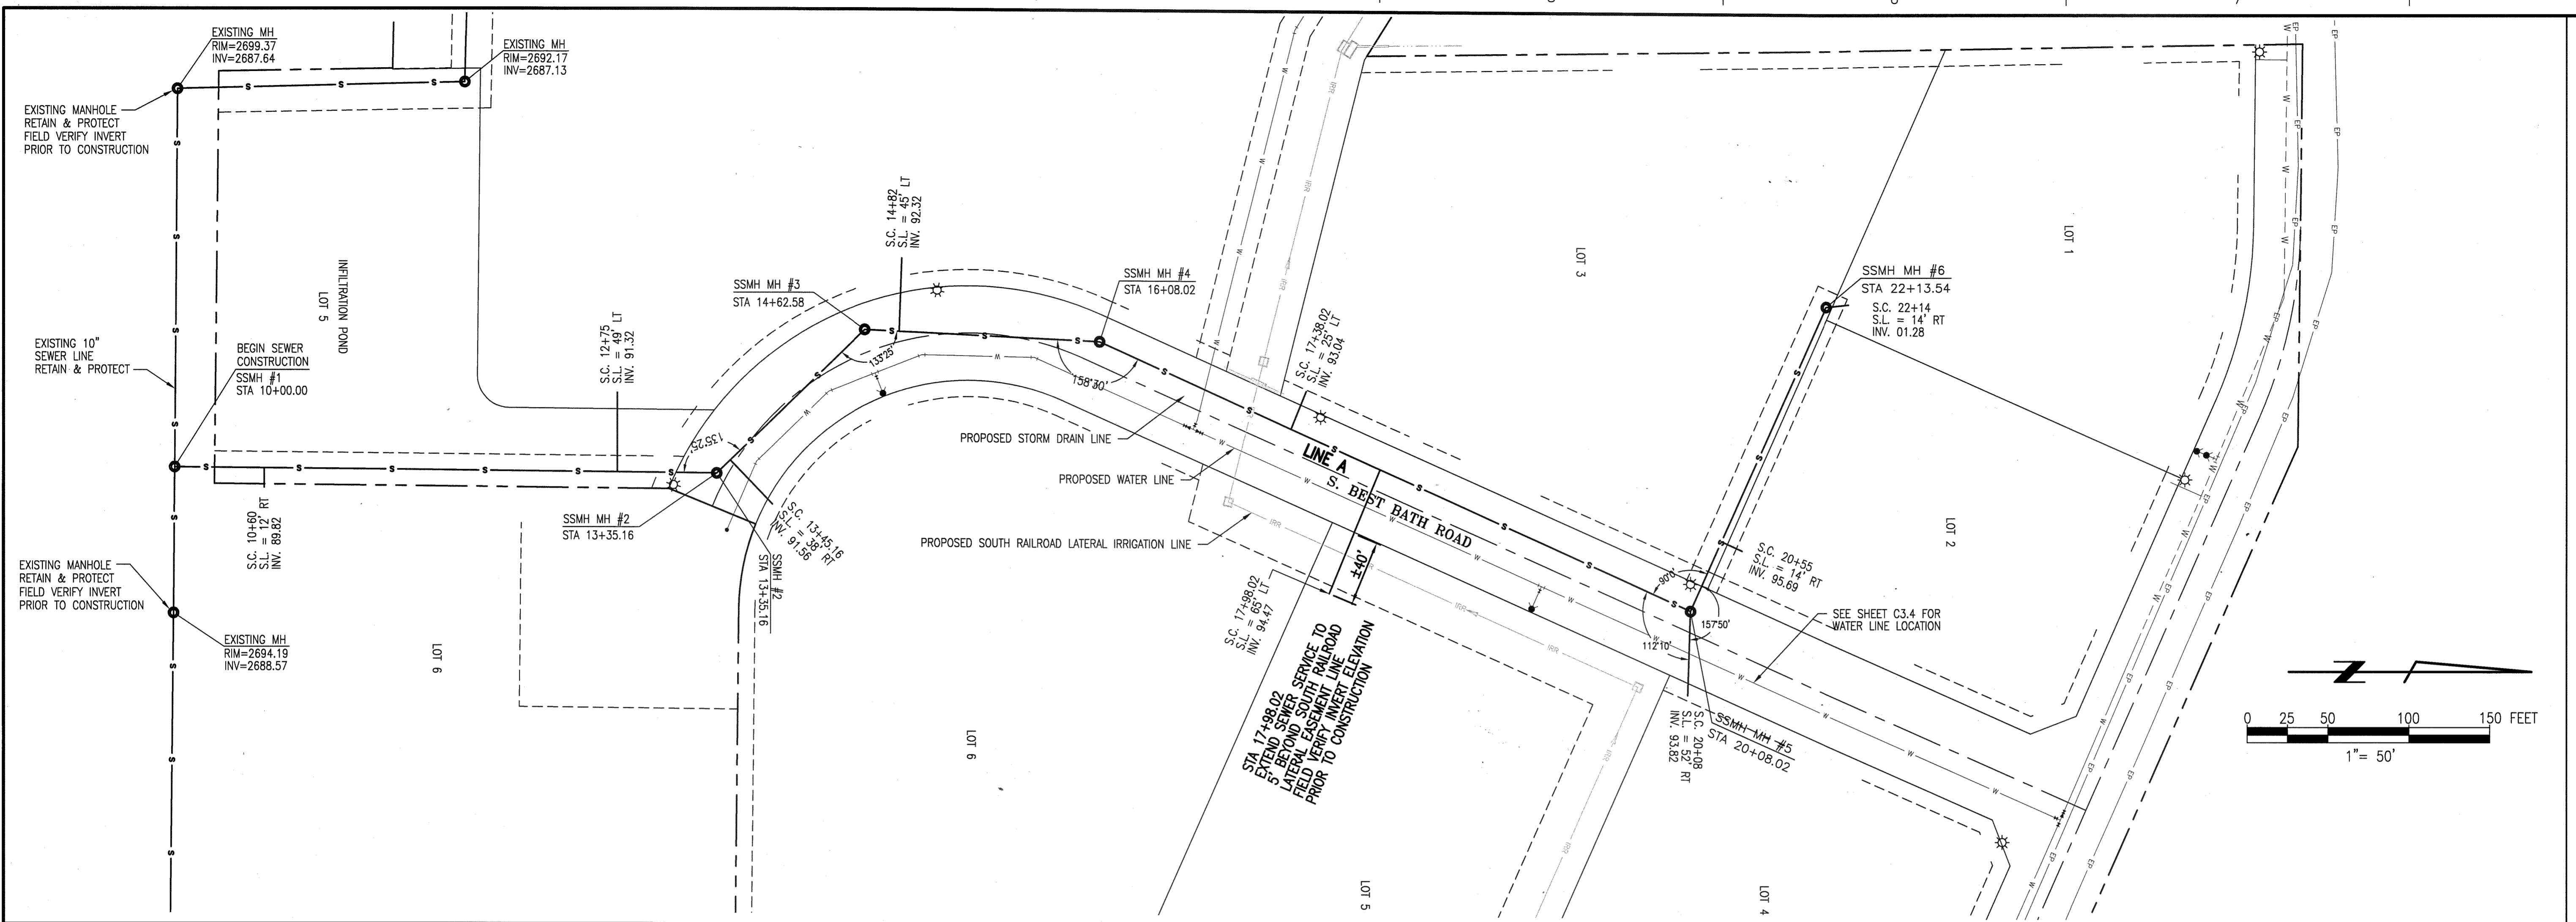 EXISTING MH
RIM=2699.37
INV=2687.64
EXISTING MH
RIM=2692.17
INV=2687.13
EXISTING MANHOLE
RETAIN & PROTECT
FIELD VERIFY INVERT
PRIOR TO CONSTRUCTION
INFILTRATION POND
LOT 5
EXISTING 10"
SEWER LINE
RETAIN & PROTECT
BEGIN SEWER
CONSTRUCTION
SSMH #1
STA 10+00.00
S.C. 10+60
S.L. = 12' RT
INV. 89.82
EXISTING MANHOLE
RETAIN & PROTECT
FIELD VERIFY INVERT
PRIOR TO CONSTRUCTION
EXISTING MH
RIM=2694.19
INV=2688.57
LOT 6
S.C. 12+75
S.L. = 49' LT
INV. 91.32
135°25'
SSMH MH #2
STA 13+35.16
S.C. 13+45.16
S.L. = 38' RT
INV. 91.56
SSMH #2
STA 13+35.16
SSMH MH #3
STA 14+62.58
133°25'
S.C. 14+82
S.L. = 45' LT
INV. 92.32
SSMH MH #4
STA 16+08.02
158°30'
PROPOSED STORM DRAIN LINE
PROPOSED WATER LINE
PROPOSED SOUTH RAILROAD LATERAL IRRIGATION LINE
LOT 6
S.C. 17+38.02
S.L. = 25' LT
INV. 93.04
LINE A
S. BEST BATH ROAD
±40'
S.C. 17+98.02
S.L. = 65' LT
INV. 94.47
STA 17+98.02
EXTEND SEWER SERVICE TO
5' BEYOND SOUTH RAILROAD
LATERAL EASEMENT LINE
FIELD VERIFY INVERT ELEVATION
PRIOR TO CONSTRUCTION
LOT 5
LOT 3
LOT 1
SSMH MH #6
STA 22+13.54
S.C. 22+14
S.L. = 14' RT
INV. 01.28
LOT 2
S.C. 20+55
S.L. = 14' RT
INV. 95.69
90°0'
157°50'
112°10'
SEE SHEET C3.4 FOR
WATER LINE LOCATION
SSMH MH #5
STA 20+08.02
S.C. 20+08
S.L. = 52' RT
INV. 93.82
LOT 4
0 25 50 100 150 FEET
1"= 50'